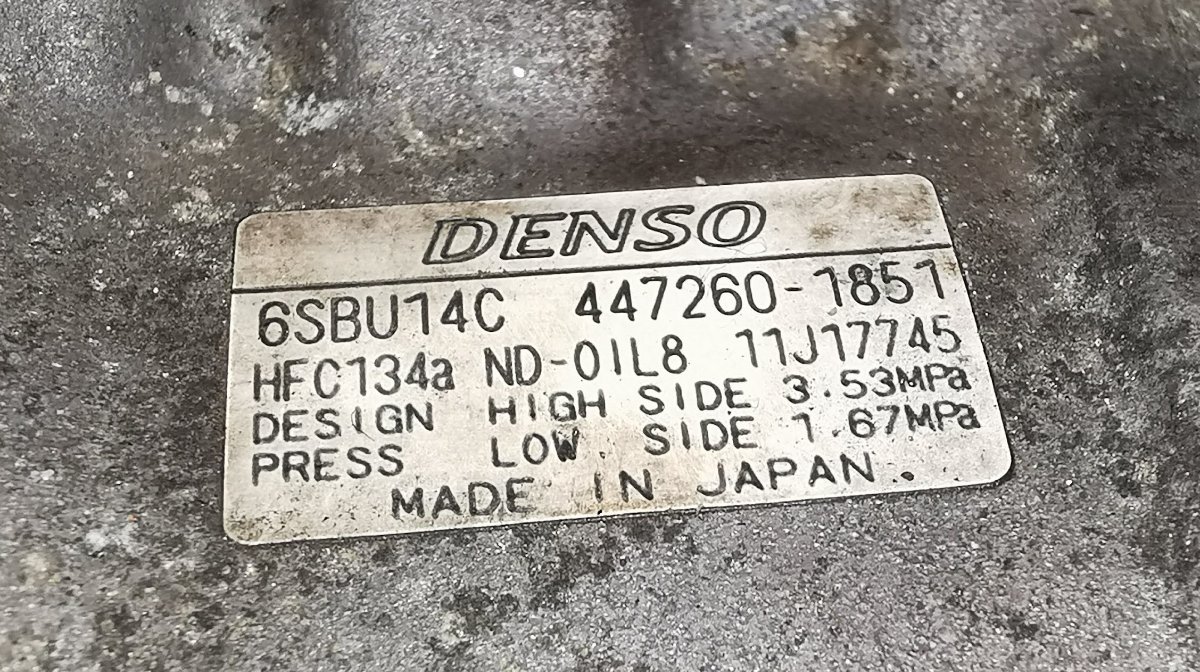 DENSO
6SBU14C 447260-1851
HFC134a ND-OIL8 11J17745
DESIGN HIGH SIDE 3.53MPa
PRESS LOW SIDE 1.67MPa
MADE IN JAPAN